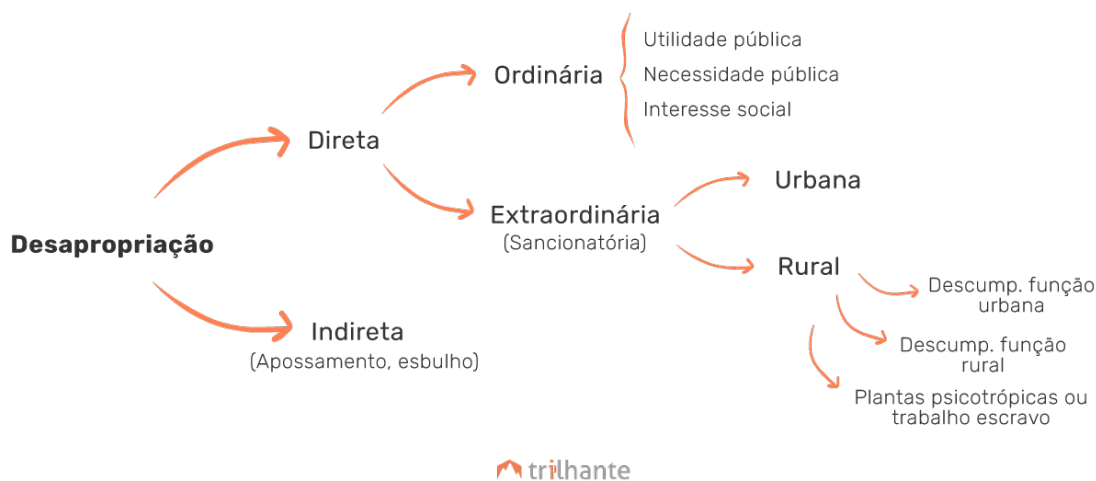 Desapropriação
Direta
Ordinária
Utilidade pública
Necessidade pública
Interesse social
Extraordinária
(Sancionatória)
Urbana
Rural
Descump. função
urbana
Descump. função
rural
Plantas psicotrópicas ou
trabalho escravo
Indireta
(Apossamento, esbulho)
trilhante